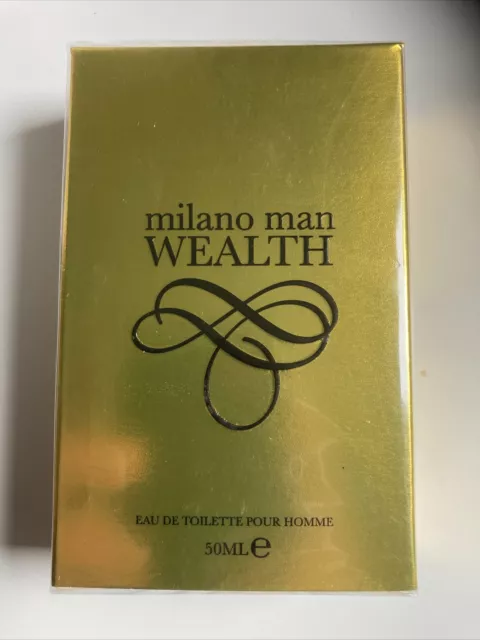 milano man
WEALTH
EAU DE TOILETTE POUR HOMME
50ML℮